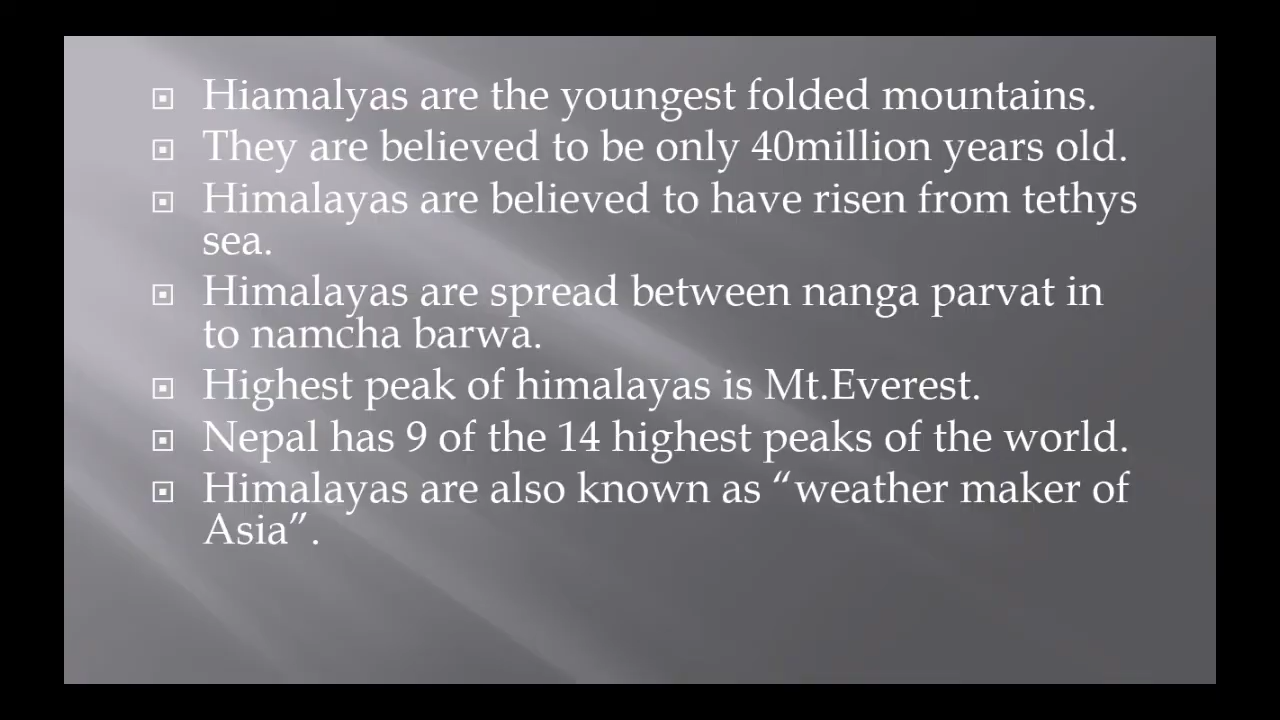 Hiamalyas are the youngest folded mountains.
They are believed to be only 40million years old.
Himalayas are believed to have risen from tethys
sea.
Himalayas are spread between nanga parvat in
to namcha barwa.
Highest peak of himalayas is Mt.Everest.
Nepal has 9 of the 14 highest peaks of the world.
Himalayas are also known as “weather maker of
Asia”.